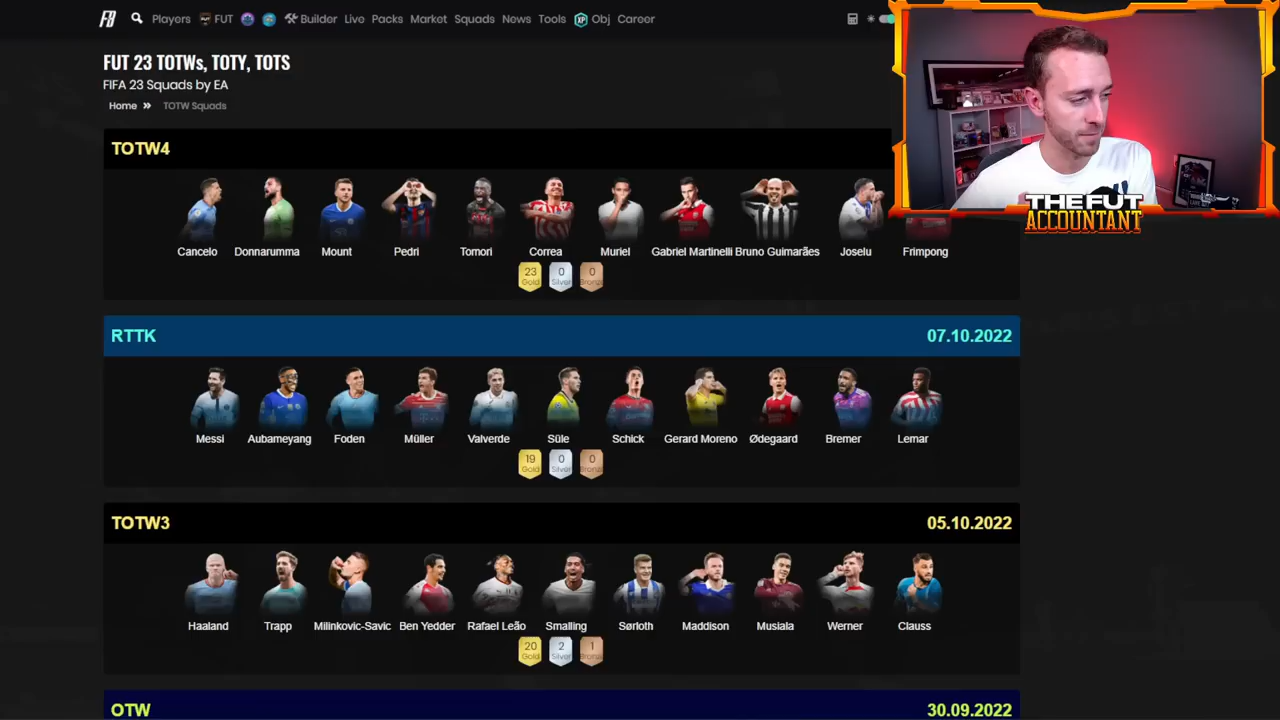 FB Players FUT Builder Live Packs Market Squads News Tools XP Obj Career
FUT 23 TOTWs, TOTY, TOTS
FIFA 23 Squads by EA
Home » TOTW Squads
THE FUT
ACCOUNTANT
TOTW4
Cancelo Donnarumma Mount Pedri Tomori Correa Muriel Gabriel Martinelli Bruno Guimarães Joselu Frimpong
23 0 0
Gold Silver Bronze
RTTK 07.10.2022
Messi Aubameyang Foden Müller Valverde Süle Schick Gerard Moreno Ødegaard Bremer Lemar
19 0 0
Gold Silver Bronze
TOTW3 05.10.2022
Haaland Trapp Milinkovic-Savic Ben Yedder Rafael Leão Smalling Sørloth Maddison Musiala Werner Clauss
20 2 1
Gold Silver Bronze
OTW 30.09.2022